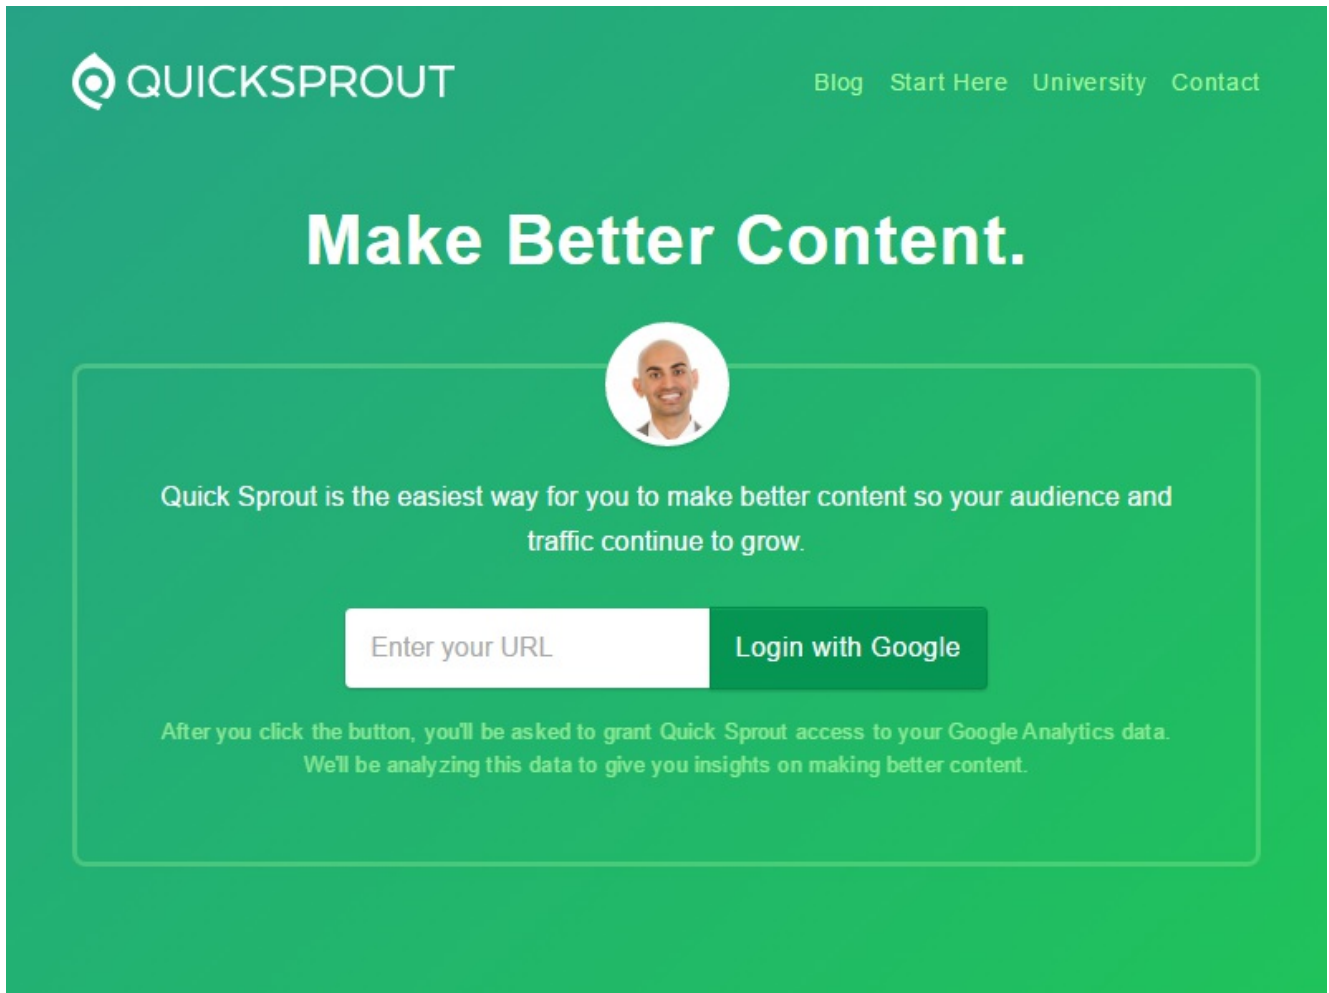 QUICKSPROUT
Blog Start Here University Contact
Make Better Content.
Quick Sprout is the easiest way for you to make better content so your audience and
traffic continue to grow.
Enter your URL Login with Google
After you click the button, you'll be asked to grant Quick Sprout access to your Google Analytics data.
We'll be analyzing this data to give you insights on making better content.